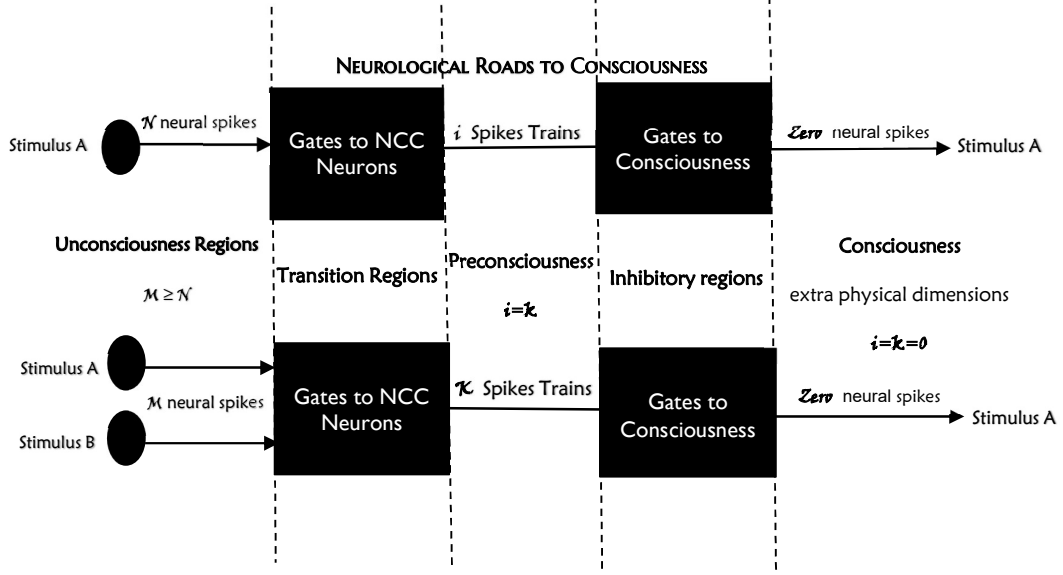 NEUROLOGICAL ROADS TO CONSCIOUSNESS
Stimulus A
N neural spikes
Gates to NCC
Neurons
i Spikes Trains
Gates to
Consciousness
Zero neural spikes
Stimulus A
Unconsciousness Regions
Transition Regions
Preconsciousness
Inhibitory regions
Consciousness
M ≥ N
i=k
extra physical dimensions
i=k=0
Stimulus A
M neural spikes
Stimulus B
Gates to NCC
Neurons
K Spikes Trains
Gates to
Consciousness
Zero neural spikes
Stimulus A